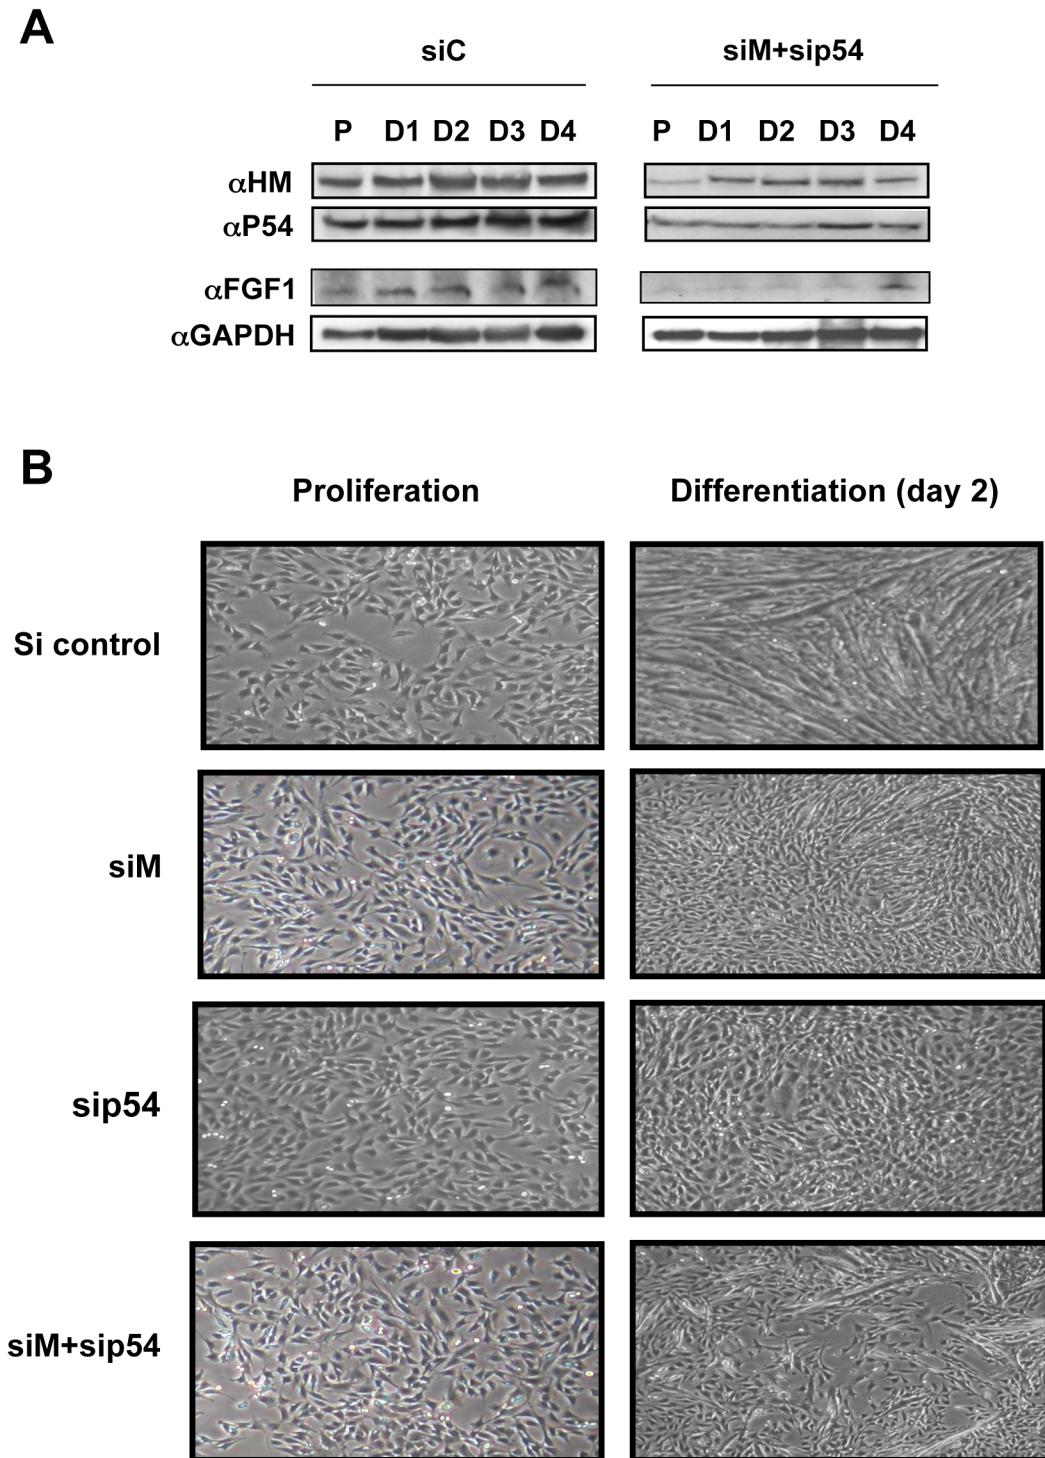 A
siC siM+sip54
P D1 D2 D3 D4 P D1 D2 D3 D4
αHM
αP54
αFGF1
αGAPDH
B
Proliferation Differentiation (day 2)
Si control
siM
sip54
siM+sip54